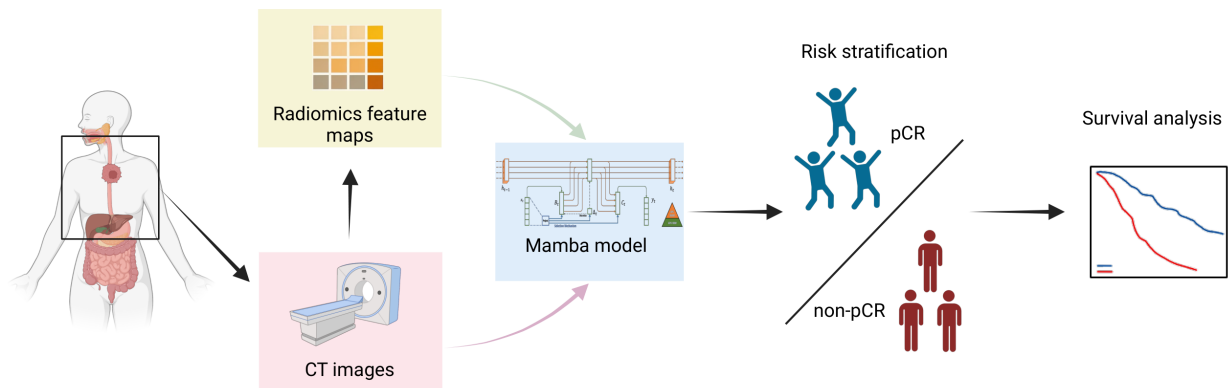 Radiomics feature
maps
CT images
Mamba model
Risk stratification
pCR
non-pCR
Survival analysis